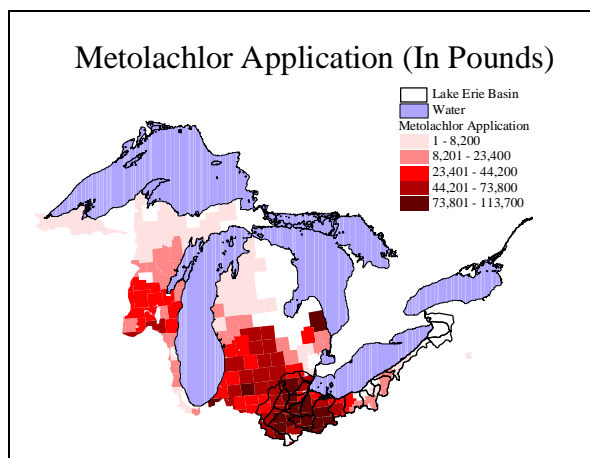 Metolachlor Application (In Pounds)
Lake Erie Basin
Water
Metolachlor Application
1 - 8,200
8,201 - 23,400
23,401 - 44,200
44,201 - 73,800
73,801 - 113,700